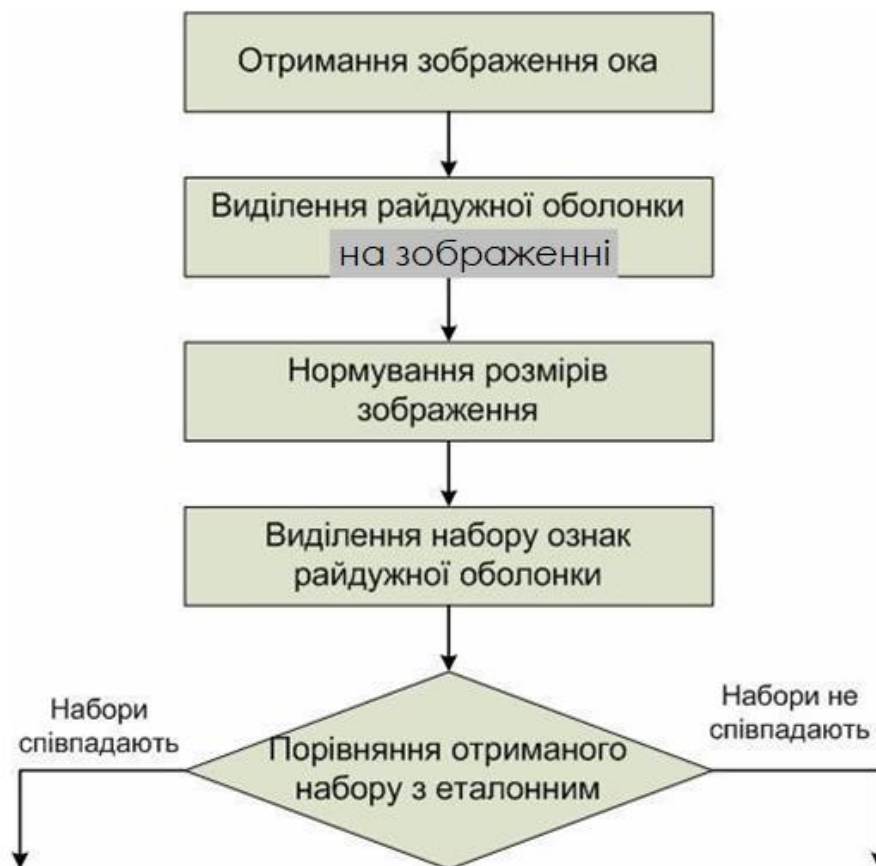 Отримання зображення ока
Виділення райдужної оболонки
на зображенні
Нормування розмірів
зображення
Виділення набору ознак
райдужної оболонки
Набори
співпадають
Порівняння отриманого
набору з еталонним
Набори не
співпадають